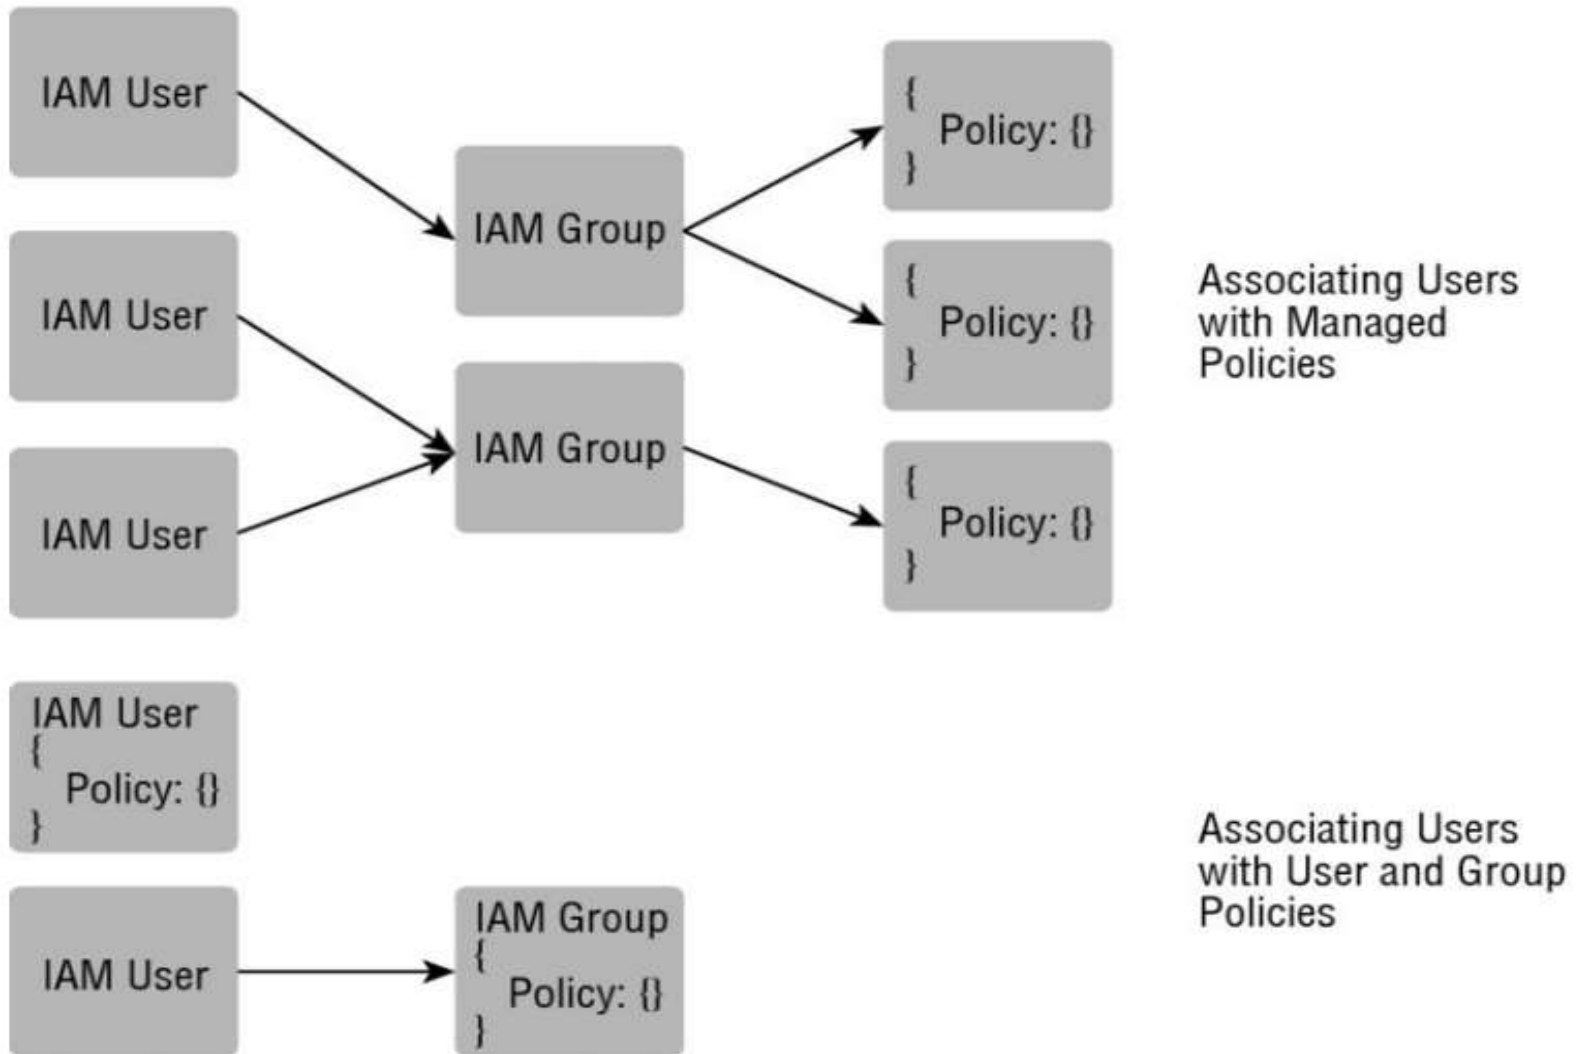 IAM User
IAM User
IAM User
IAM Group
IAM Group
{
Policy: {}
}
{
Policy: {}
}
{
Policy: {}
}
Associating Users
with Managed
Policies
IAM User
{
Policy: {}
}
IAM User
IAM Group
{
Policy: {}
}
Associating Users
with User and Group
Policies